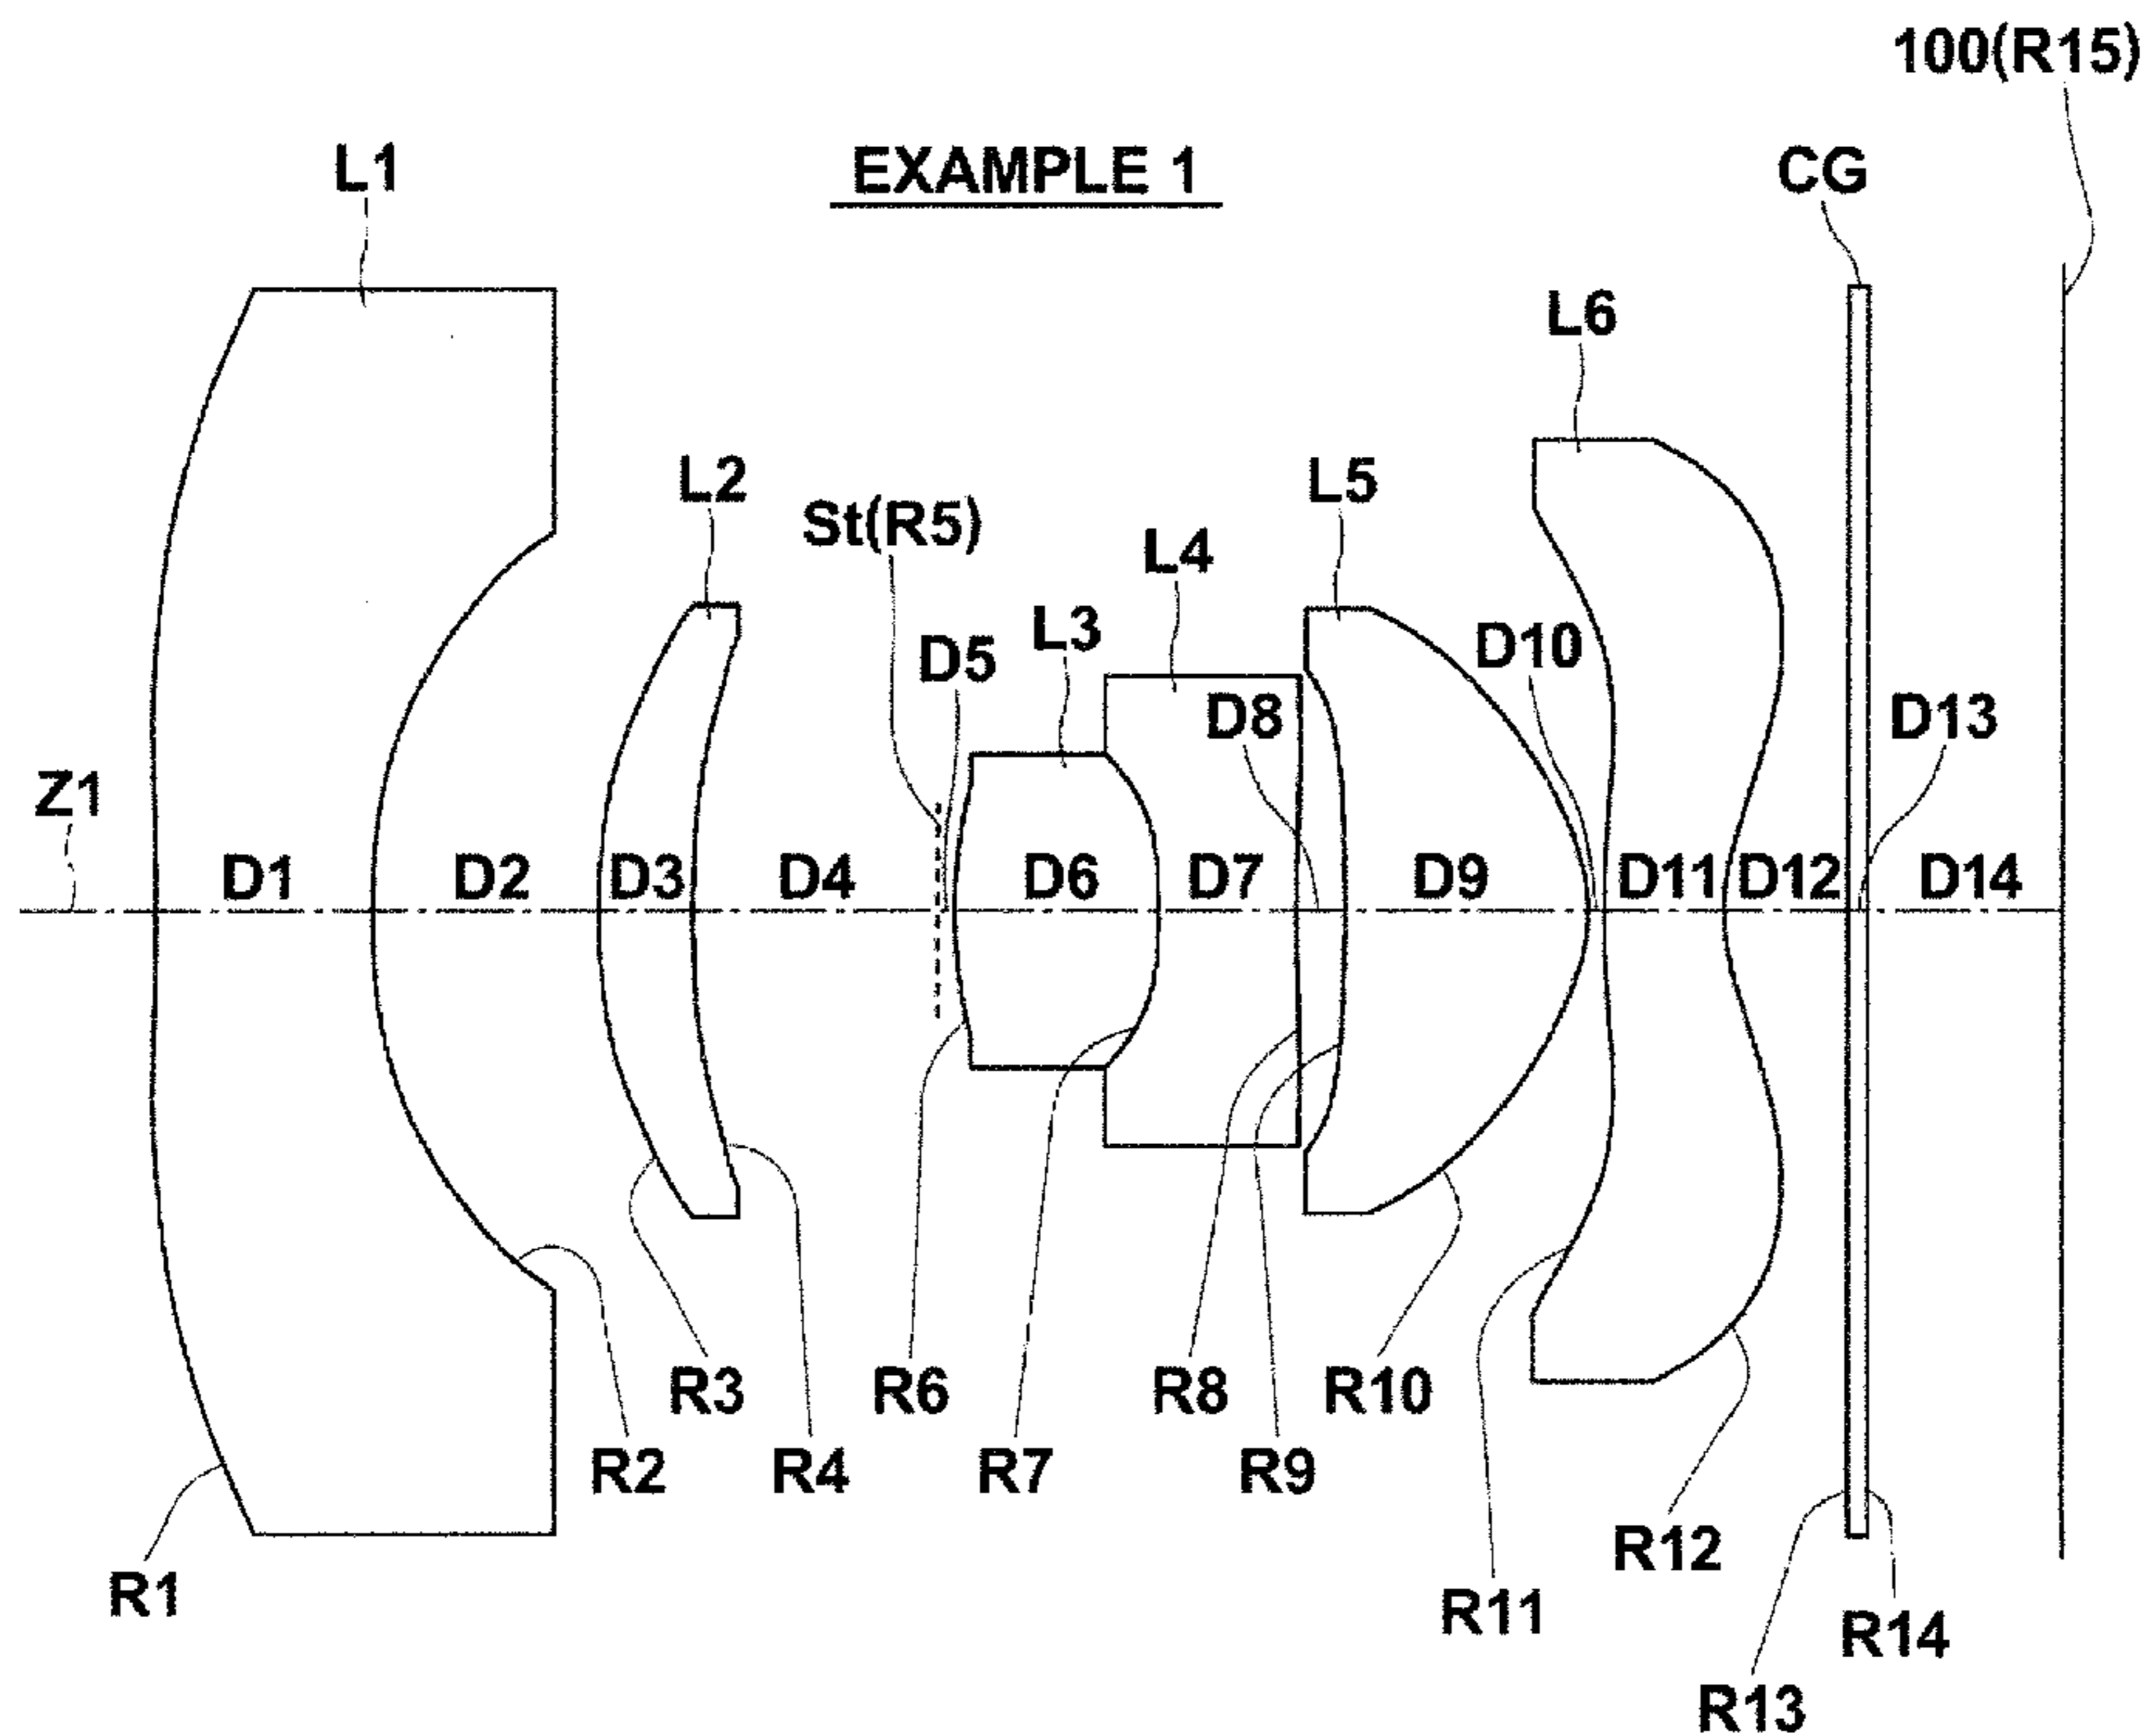 100(R15)
L1
EXAMPLE 1
CG
L6
L2
L5
St(R5)
L4
L3
D5
D10
D8
D13
Z1
D1
D2
D3
D4
D6
D7
D9
D11
D12
D14
R3
R6
R8
R10
R2
R4
R7
R9
R12
R1
R11
R14
R13